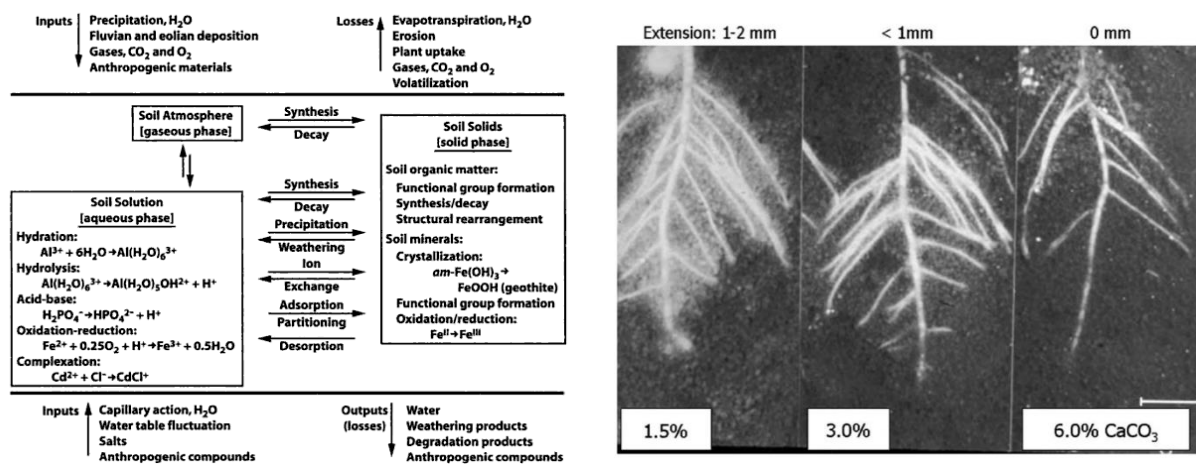 Inputs
Precipitation, H₂O
Fluvian and eolian deposition
Gases, CO₂ and O₂
Anthropogenic materials
Losses
Evapotranspiration, H₂O
Erosion
Plant uptake
Gases, CO₂ and O₂
Volatilization
Soil Atmosphere
[gaseous phase]
Synthesis
Decay
Soil Solution
[aqueous phase]
Hydration:
Al³⁺ + 6H₂O→Al(H₂O)₆³⁺
Hydrolysis:
Al(H₂O)₆³⁺→Al(H₂O)₅OH²⁺ + H⁺
Acid-base:
H₂PO₄⁻→HPO₄²⁻ + H⁺
Oxidation-reduction:
Fe²⁺ + 0.25O₂ + H⁺→Fe³⁺ + 0.5H₂O
Complexation:
Cd²⁺ + Cl⁻→CdCl⁺
Synthesis
Decay
Precipitation
Weathering
Ion
Exchange
Adsorption
Partitioning
Desorption
Soil Solids
[solid phase]
Soil organic matter:
Functional group formation
Synthesis/decay
Structural rearrangement
Soil minerals:
Crystallization:
am-Fe(OH)₃→
FeOOH (geothite)
Functional group formation
Oxidation/reduction:
Feᴵᴵ→Feᴵᴵᴵ
Inputs
Capillary action, H₂O
Water table fluctuation
Salts
Anthropogenic compounds
Outputs
(losses)
Water
Weathering products
Degradation products
Anthropogenic compounds
Extension: 1-2 mm
< 1mm
0 mm
1.5%
3.0%
6.0% CaCO₃